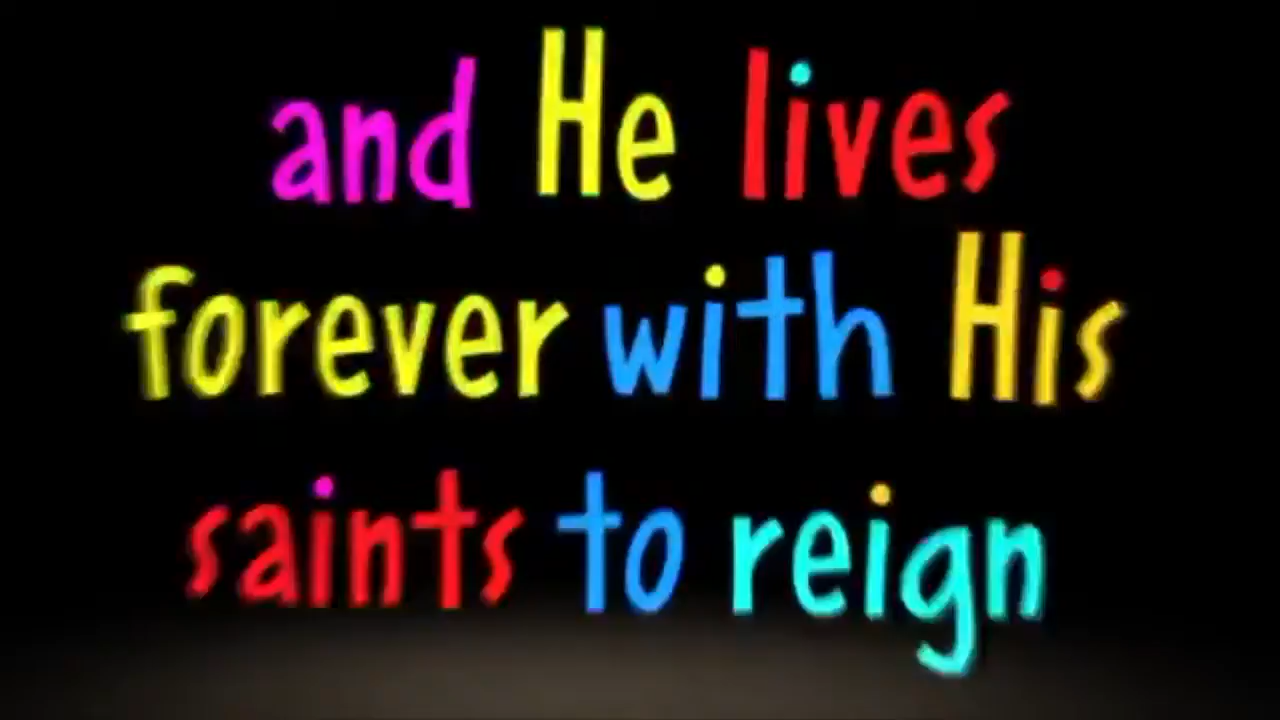 and He lives
forever with His
saints to reign